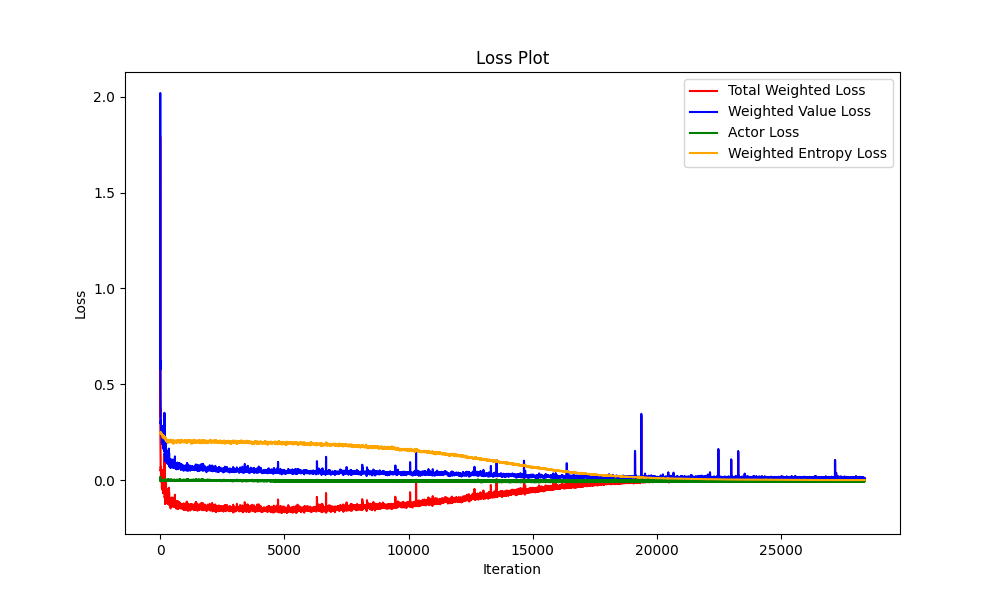 Loss Plot
Total Weighted Loss
Weighted Value Loss
Actor Loss
Weighted Entropy Loss
2.0
1.5
1.0
0.5
0.0
Loss
0 5000 10000 15000 20000 25000
Iteration